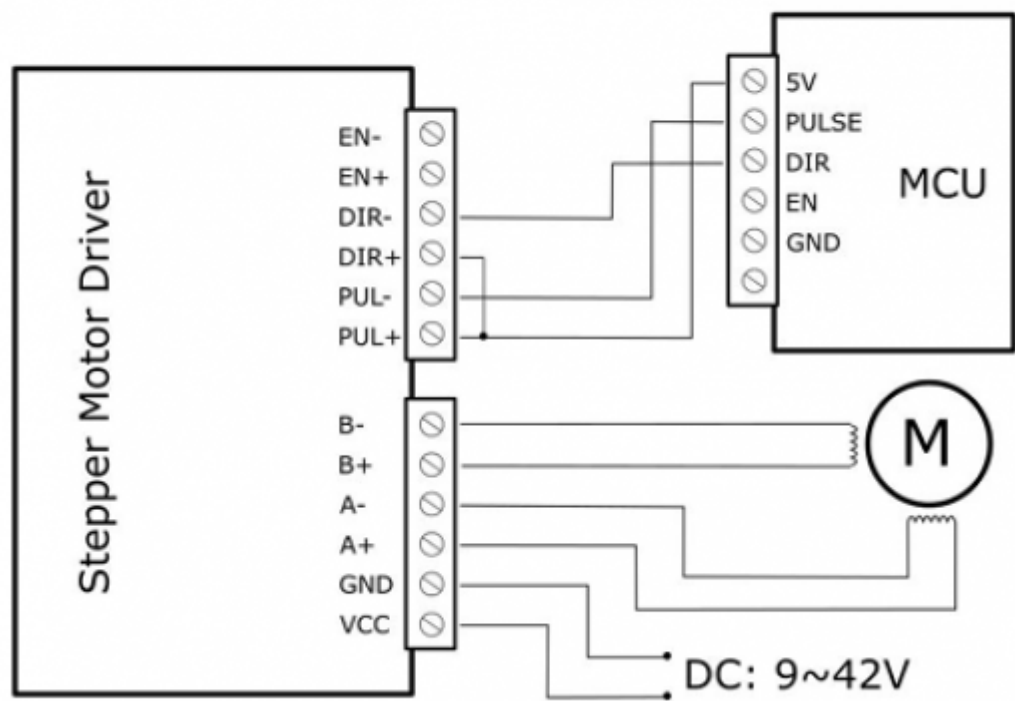 Stepper Motor Driver
EN-
EN+
DIR-
DIR+
PUL-
PUL+
B-
B+
A-
A+
GND
VCC
5V
PULSE
DIR
EN
GND
MCU
M
DC: 9~42V